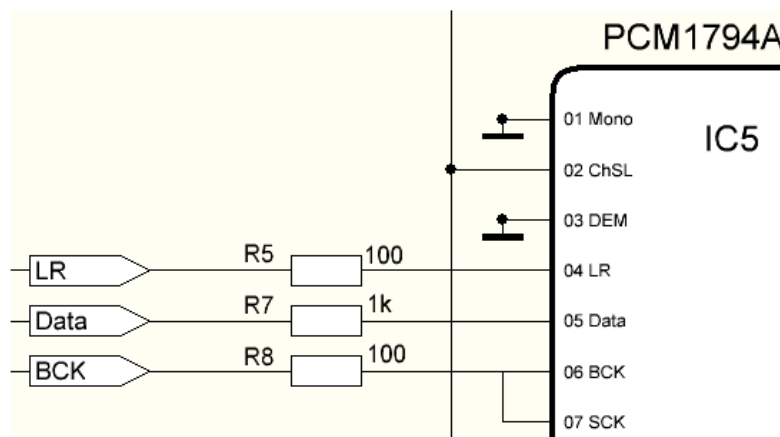 PCM1794A
01 Mono
IC5
02 ChSL
03 DEM
LR
R5
100
04 LR
Data
R7
1k
05 Data
BCK
R8
100
06 BCK
07 SCK